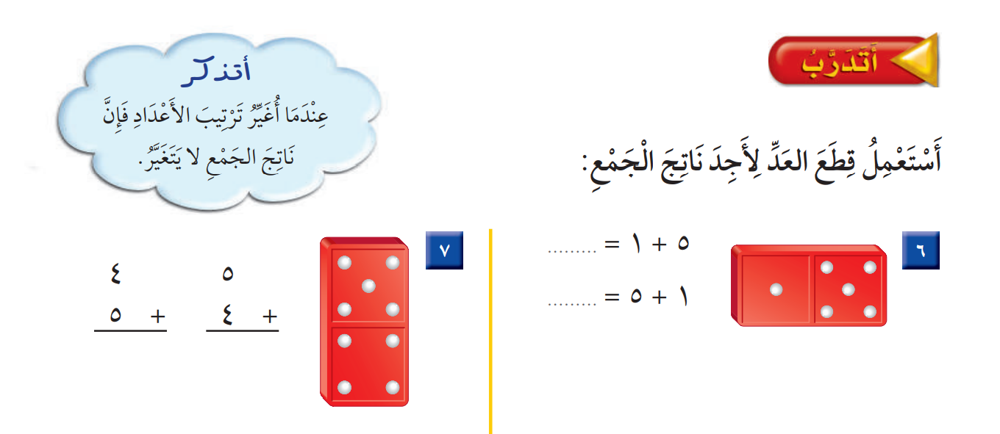 أَتَدَرَّبُ
أتذكر
عِنْدَمَا أُغَيِّرُ تَرْتِيبَ الأَعْدَادِ فَإِنَّ
نَاتِجَ الجَمْعِ لا يَتَغَيَّرُ.
أَسْتَعْمِلُ قِطَعَ العَدِّ لِأَجِدَ نَاتِجَ الْجَمْعِ:
٦
٥ + ١ = .........
١ + ٥ = .........
٧
٥
+ ٤
٤
+ ٥